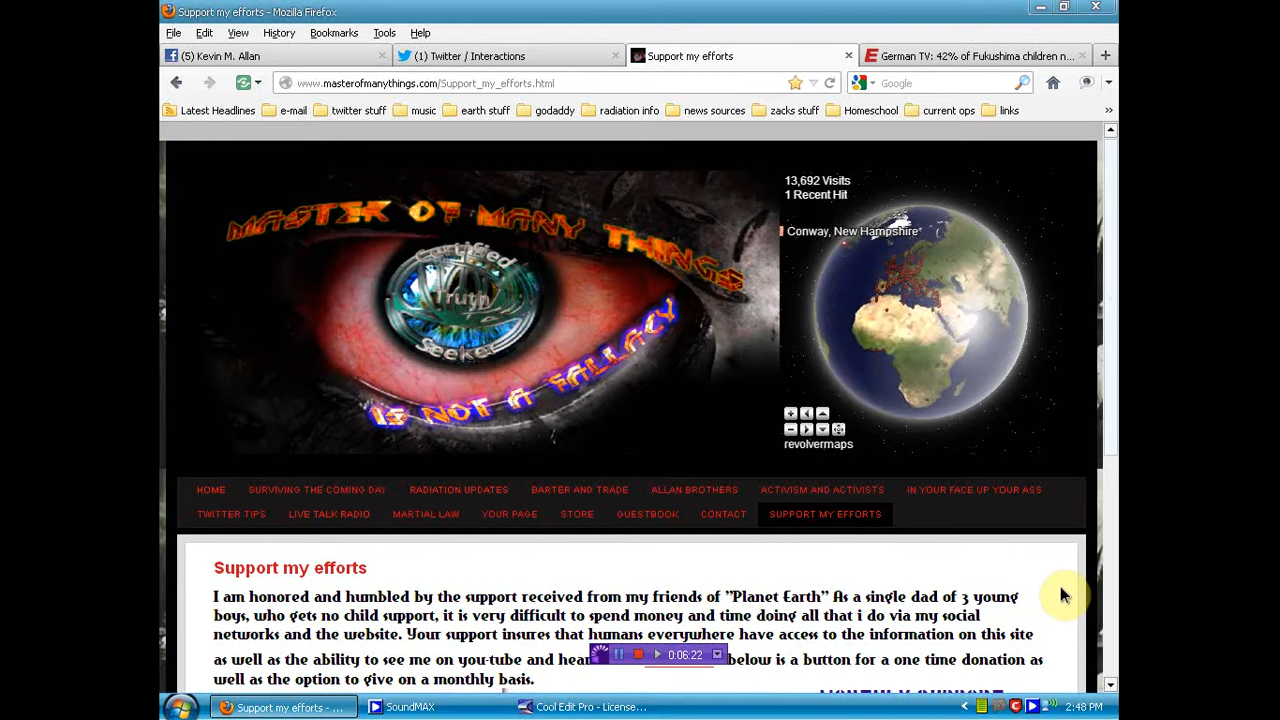 Support my efforts - Mozilla Firefox
File Edit View History Bookmarks Tools Help
(5) Kevin M. Allan
(1) Twitter / Interactions
Support my efforts
German TV: 42% of Fukushima children n...
www.masterofmanythings.com/Support_my_efforts.html
Google
Latest Headlines e-mail twitter stuff music earth stuff godaddy radiation info news sources zacks stuff Homeschool current ops links
MASTER OF MANY THINGS
Certified
Truth
Seeker
IS NOT A FALLACY
13,692 Visits
1 Recent Hit
Conway, New Hampshire*
revolvermaps
HOME SURVIVING THE COMING DAY RADIATION UPDATES BARTER AND TRADE ALLAN BROTHERS ACTIVISM AND ACTIVISTS IN YOUR FACE UP YOUR ASS
TWITTER TIPS LIVE TALK RADIO MARTIAL LAW YOUR PAGE STORE GUESTBOOK CONTACT SUPPORT MY EFFORTS
Support my efforts
I am honored and humbled by the support received from my friends of "Planet Earth" As a single dad of 3 young
boys, who gets no child support, it is very difficult to spend money and time doing all that i do via my social
networks and the website. Your support insures that humans everywhere have access to the information on this site
as well as the ability to see me on you-tube and hear below is a button for a one time donation as
well as the option to give on a monthly basis.
0:06:22
Support my efforts - ...
SoundMAX
Cool Edit Pro - License...
2:48 PM